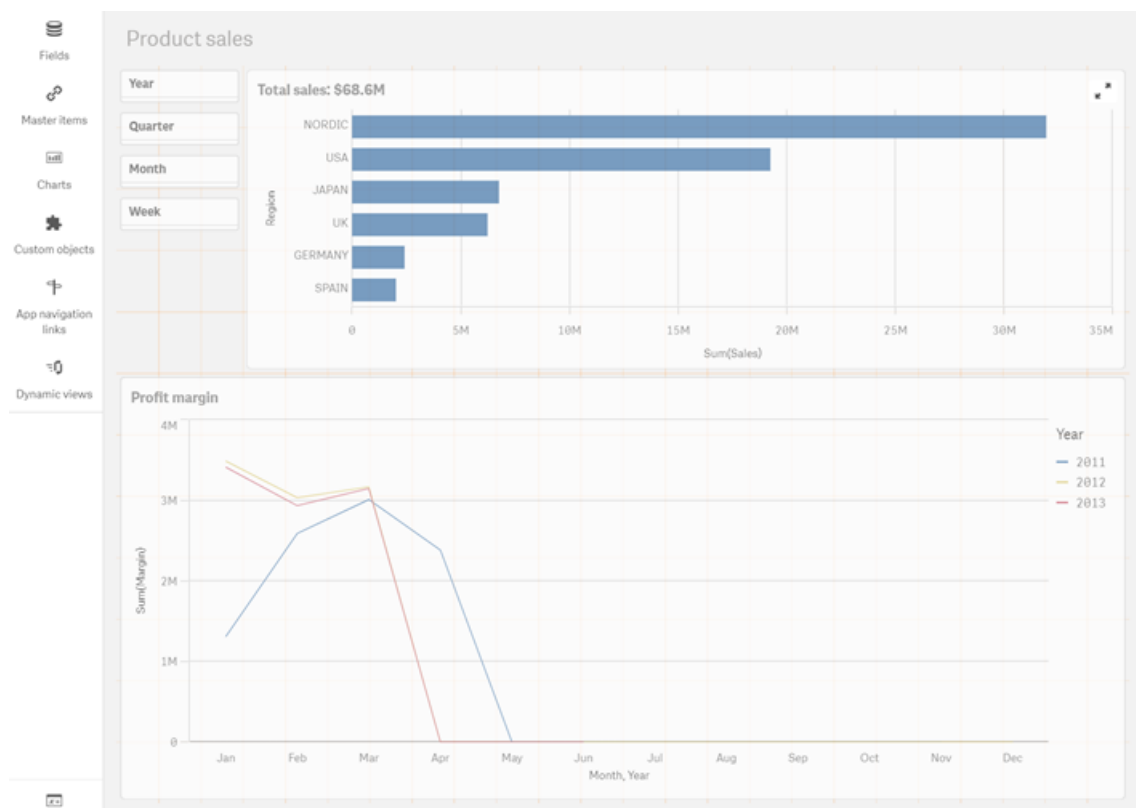 Fields
Master items
Charts
Custom objects
App navigation
links
Dynamic views
Product sales
Year
Quarter
Month
Week
Total sales: $68.6M
Region
NORDIC
USA
JAPAN
UK
GERMANY
SPAIN
0 5M 10M 15M 20M 25M 30M 35M
Sum(Sales)
Profit margin
Sum(Margin)
4M
3M
2M
1M
0
Jan Feb Mar Apr May Jun Jul Aug Sep Oct Nov Dec
Month, Year
Year
2011
2012
2013